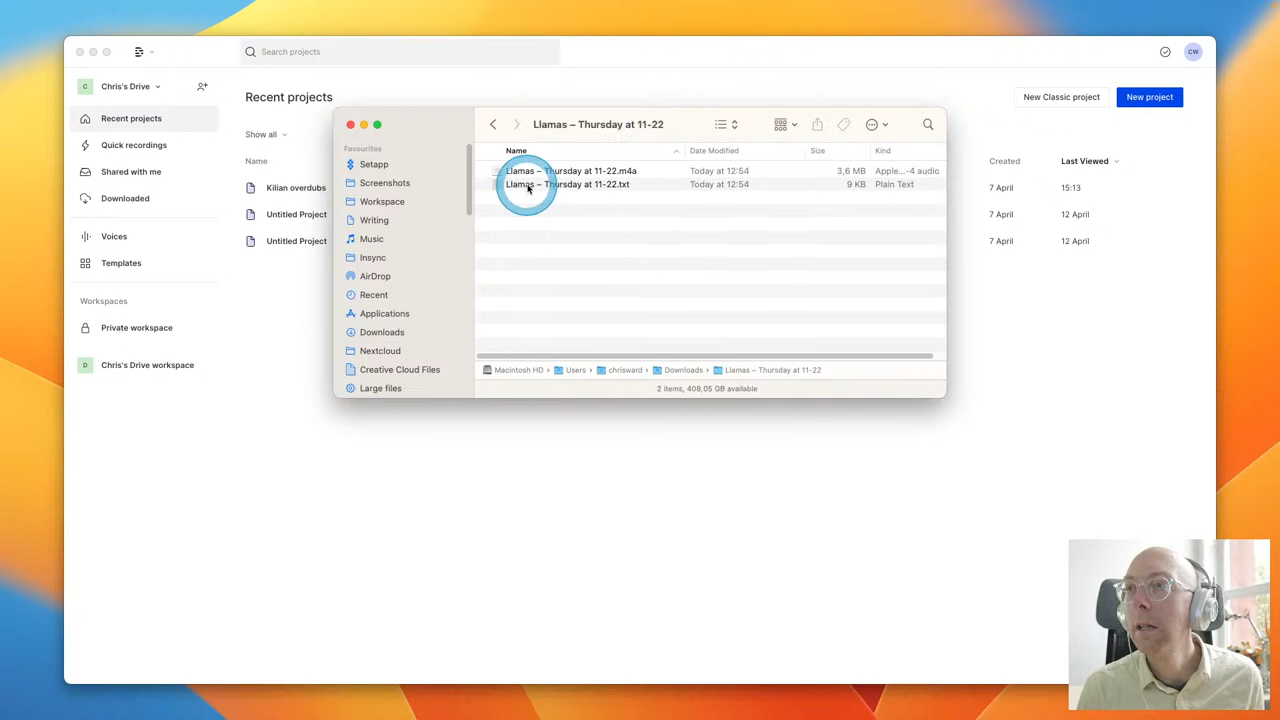 Search projects
CW
C Chris's Drive
Recent projects
Quick recordings
Shared with me
Downloaded
Voices
Templates
Workspaces
Private workspace
D Chris's Drive workspace
Recent projects
New Classic project
New project
Show all
Name
Created
Last Viewed
Kilian overdubs
7 April
15:13
Untitled Project
7 April
12 April
Untitled Project
7 April
12 April
Favourites
Setapp
Screenshots
Workspace
Writing
Music
Insync
AirDrop
Recent
Applications
Downloads
Nextcloud
Creative Cloud Files
Large files
Llamas – Thursday at 11-22
Name
Date Modified
Size
Kind
Llamas – Thursday at 11-22.m4a
Today at 12:54
3,6 MB
Apple...-4 audio
Llamas – Thursday at 11-22.txt
Today at 12:54
9 KB
Plain Text
Macintosh HD
Users
chrisward
Downloads
Llamas – Thursday at 11-22
2 items, 408,05 GB available